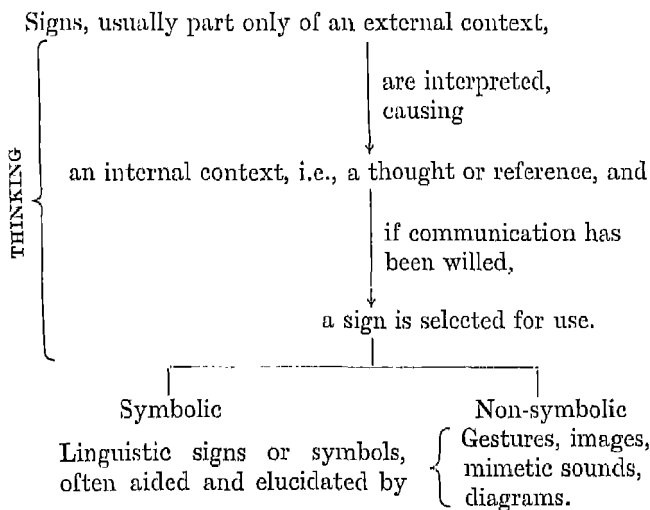 Signs, usually part only of an external context,
THINKING
are interpreted,
causing
an internal context, i.e., a thought or reference, and
if communication has
been willed,
a sign is selected for use.
Symbolic
Non-symbolic
Linguistic signs or symbols,
often aided and elucidated by
Gestures, images,
mimetic sounds,
diagrams.